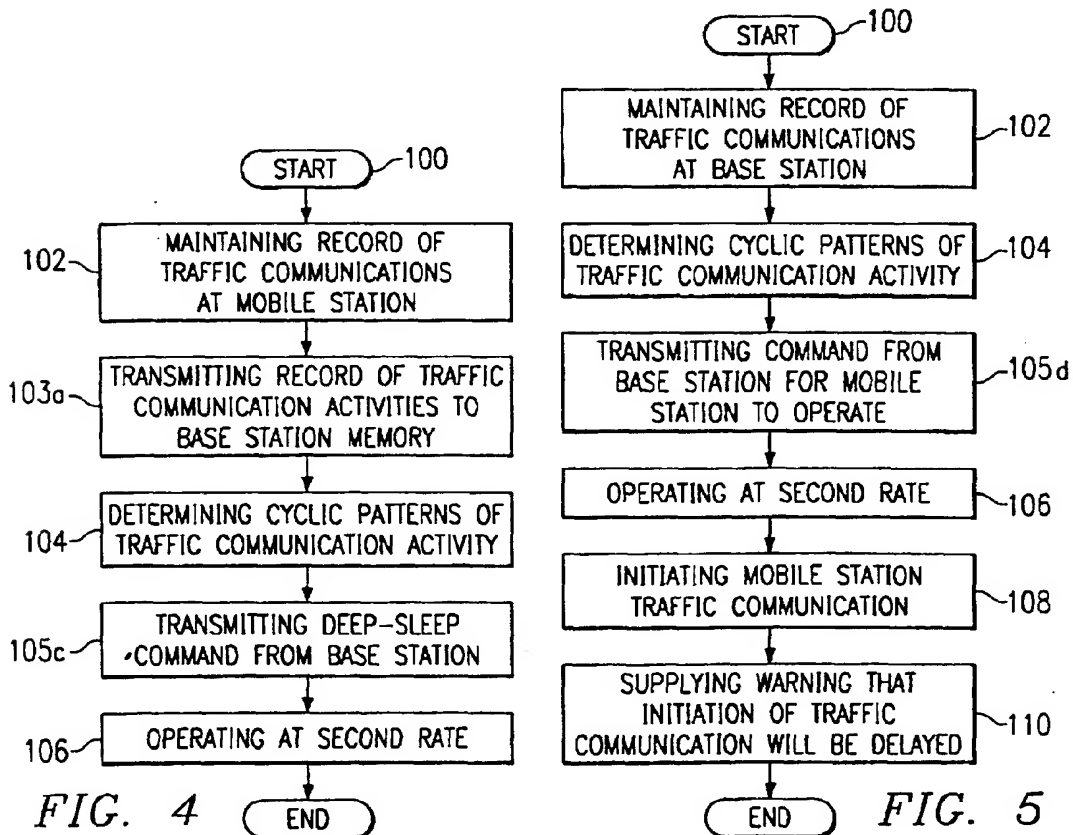 START
100
102
MAINTAINING RECORD OF
TRAFFIC COMMUNICATIONS
AT MOBILE STATION
103a
TRANSMITTING RECORD OF TRAFFIC
COMMUNICATION ACTIVITIES TO
BASE STATION MEMORY
104
DETERMINING CYCLIC PATTERNS OF
TRAFFIC COMMUNICATION ACTIVITY
105c
TRANSMITTING DEEP-SLEEP
COMMAND FROM BASE STATION
106
OPERATING AT SECOND RATE
END
FIG. 4
START
100
MAINTAINING RECORD OF
TRAFFIC COMMUNICATIONS
AT BASE STATION
102
DETERMINING CYCLIC PATTERNS OF
TRAFFIC COMMUNICATION ACTIVITY
104
TRANSMITTING COMMAND FROM
BASE STATION FOR MOBILE
STATION TO OPERATE
105d
OPERATING AT SECOND RATE
106
INITIATING MOBILE STATION
TRAFFIC COMMUNICATION
108
SUPPLYING WARNING THAT
INITIATION OF TRAFFIC
COMMUNICATION WILL BE DELAYED
110
END
FIG. 5